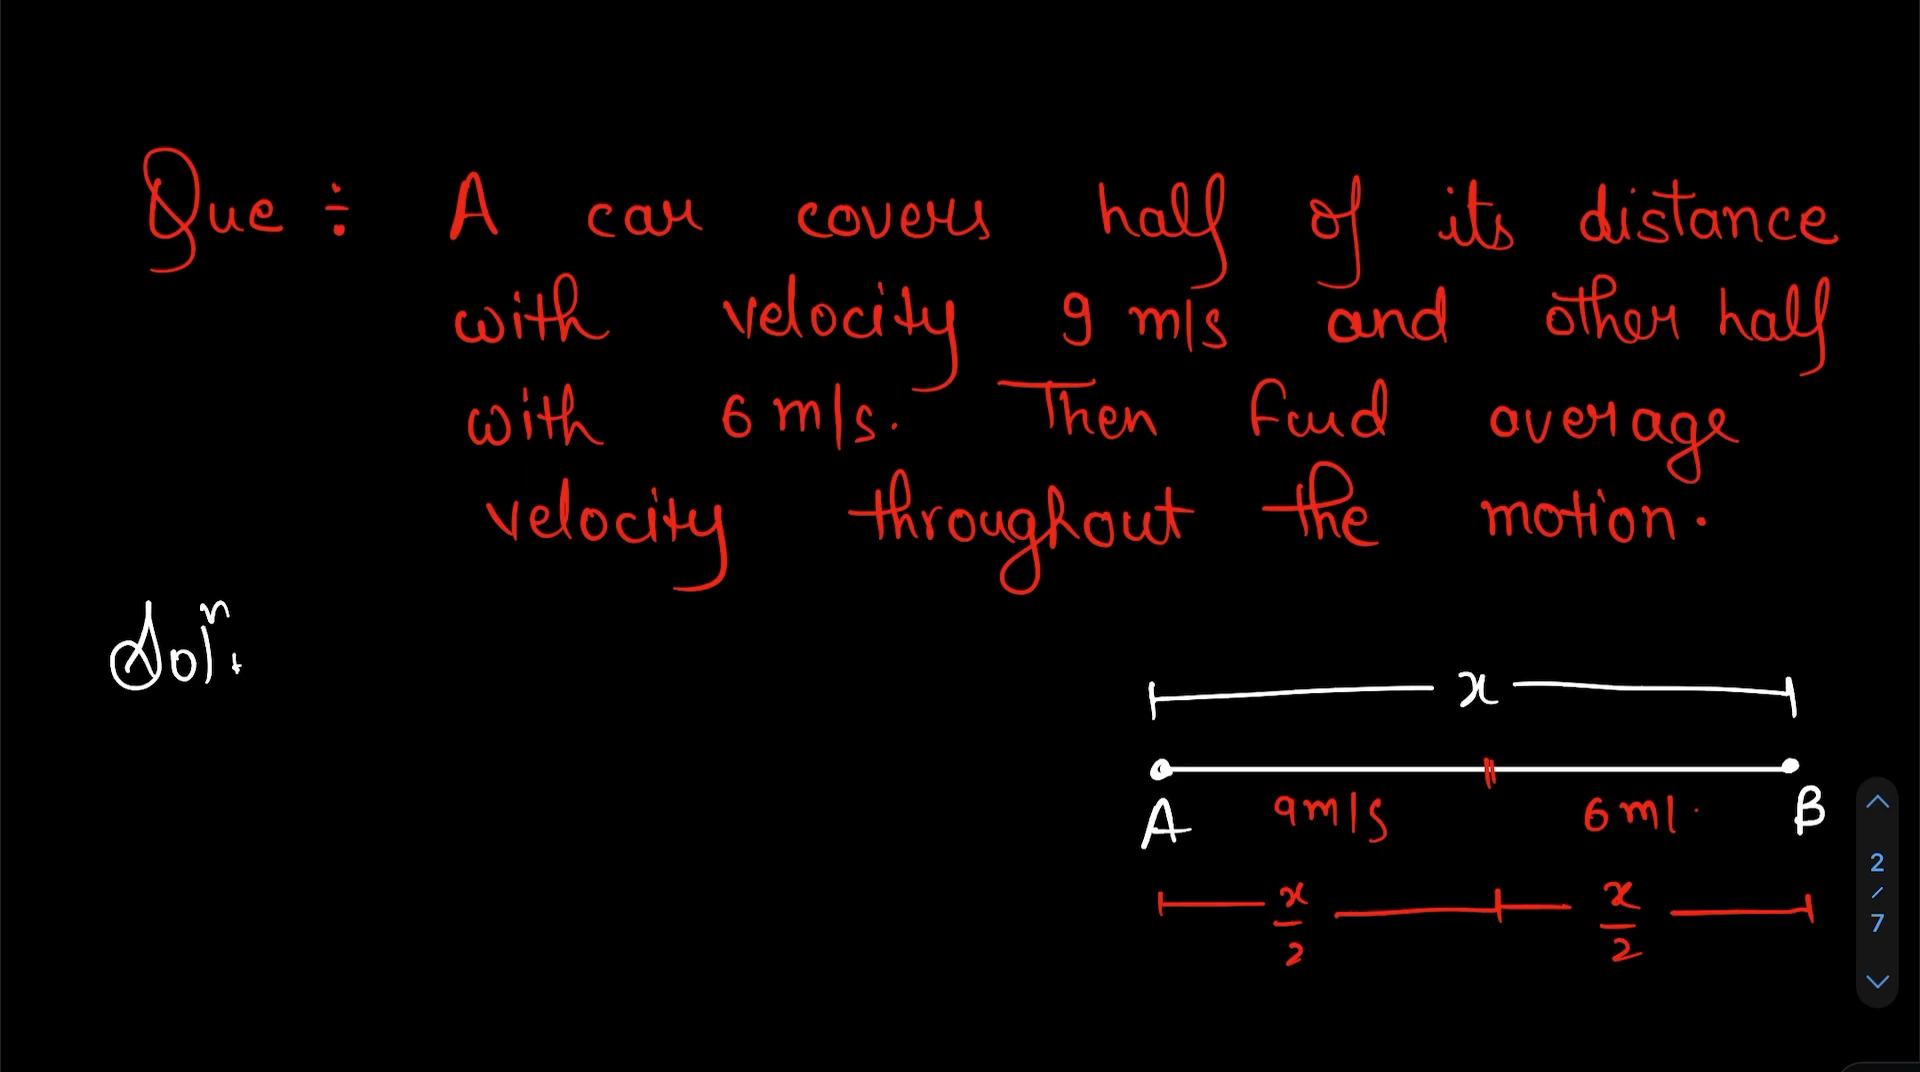 Que ÷ A car covers half of its distance
with velocity 9 m/s and other half
with 6 m/s. Then find average
velocity throughout the motion.
Solⁿ.
x
A 9m/s 6m/. B
x/2 x/2
2
/
7